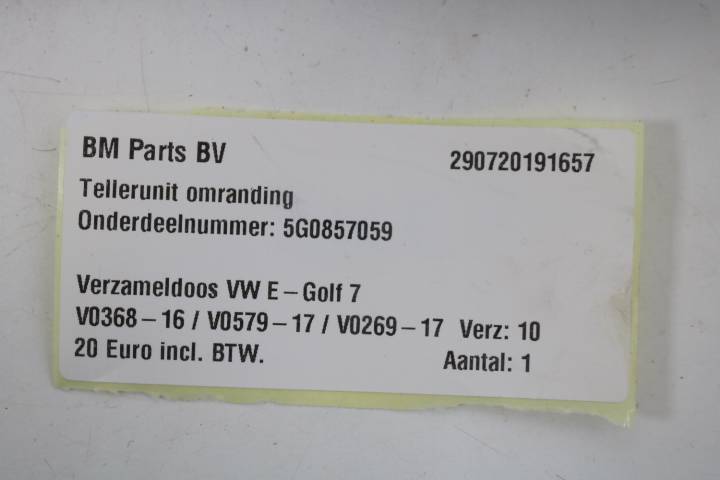 BM Parts BV 290720191657
Tellerunit omranding
Onderdeelnummer: 5G0857059
Verzameldoos VW E – Golf 7
V0368 – 16 / V0579 – 17 / V0269 – 17 Verz: 10
20 Euro incl. BTW. Aantal: 1